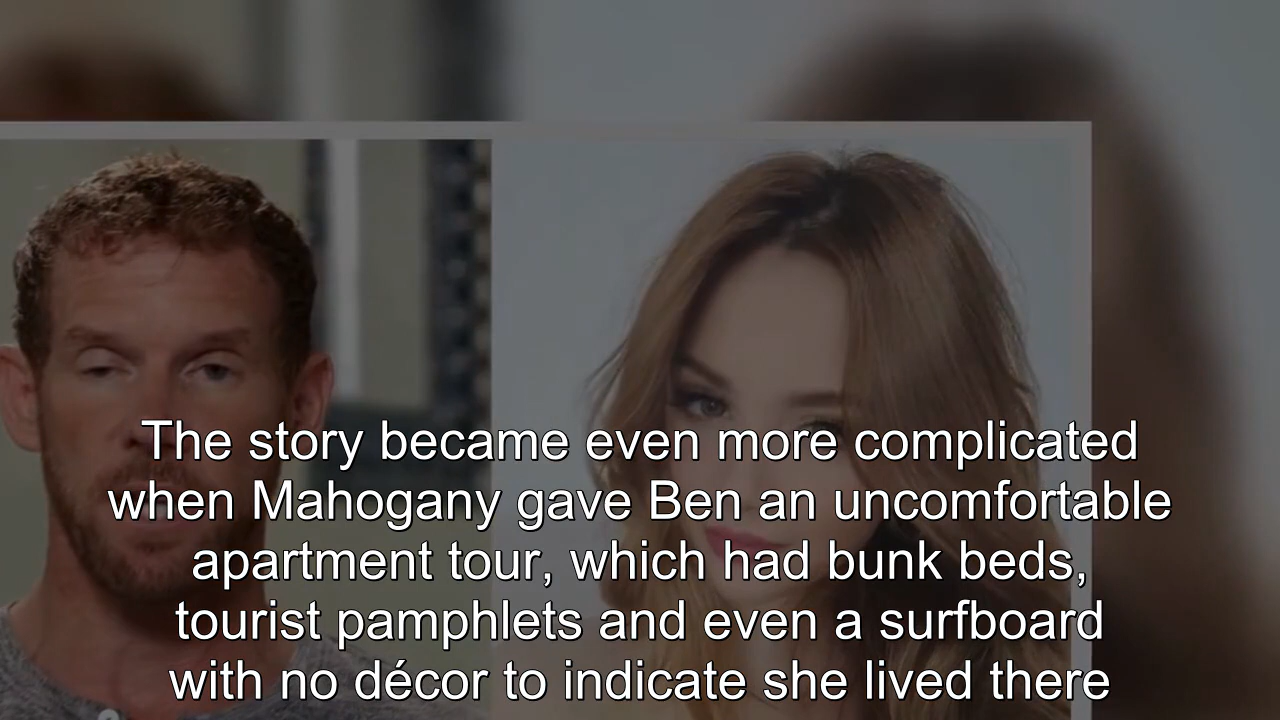 The story became even more complicated
when Mahogany gave Ben an uncomfortable
apartment tour, which had bunk beds,
tourist pamphlets and even a surfboard
with no décor to indicate she lived there